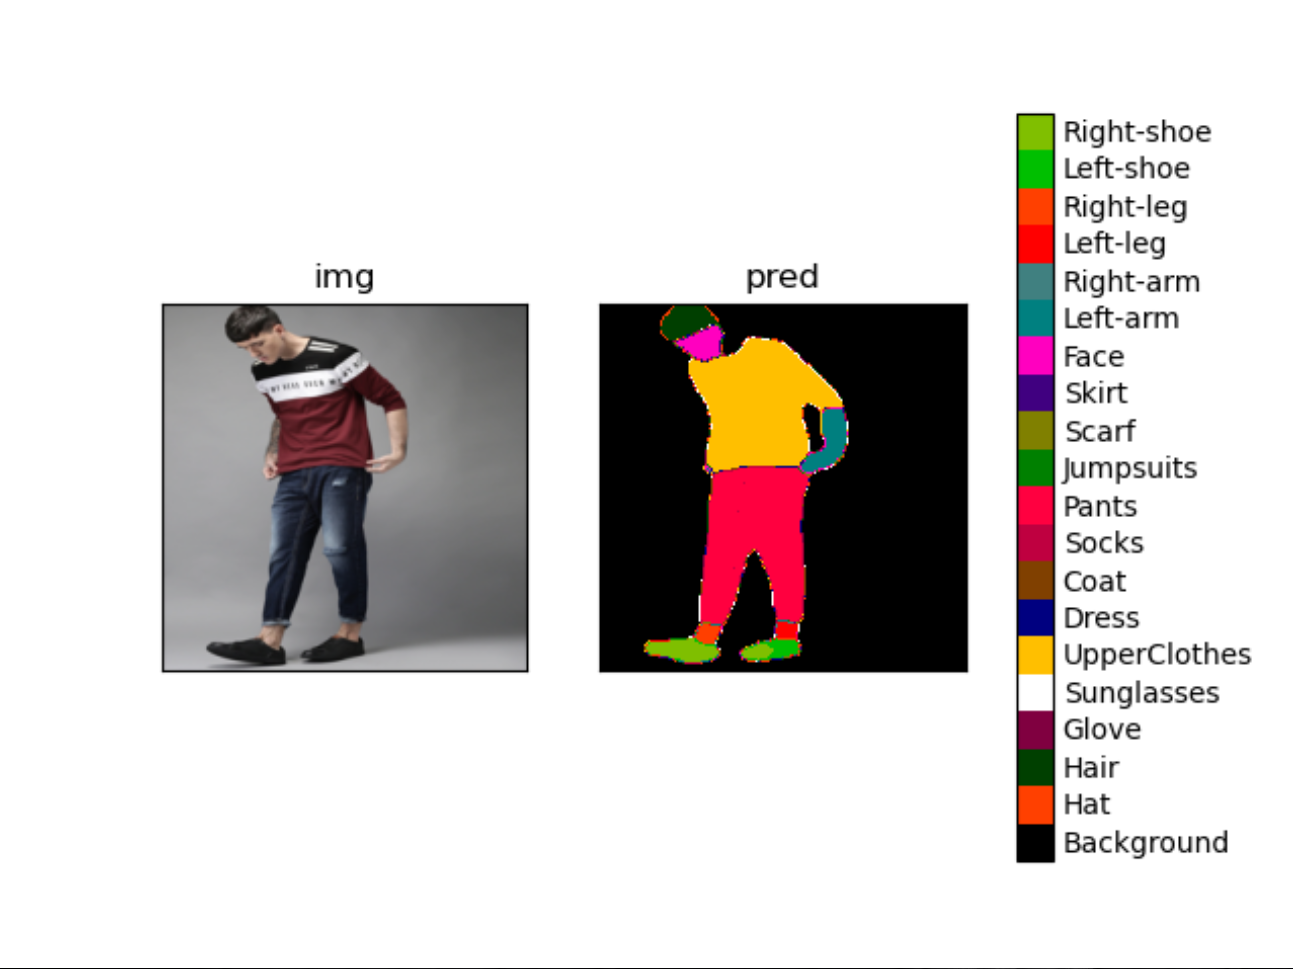 img
pred
Right-shoe
Left-shoe
Right-leg
Left-leg
Right-arm
Left-arm
Face
Skirt
Scarf
Jumpsuits
Pants
Socks
Coat
Dress
UpperClothes
Sunglasses
Glove
Hair
Hat
Background